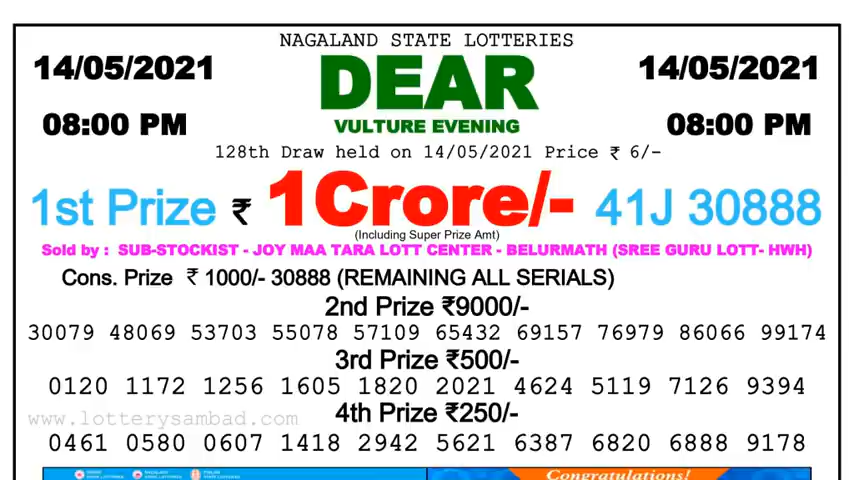 NAGALAND STATE LOTTERIES
14/05/2021 DEAR 14/05/2021
08:00 PM VULTURE EVENING 08:00 PM
128th Draw held on 14/05/2021 Price ₹ 6/-
1st Prize ₹ 1Crore/- 41J 30888
(Including Super Prize Amt)
Sold by : SUB-STOCKIST - JOY MAA TARA LOTT CENTER - BELURMATH (SREE GURU LOTT- HWH)
Cons. Prize ₹ 1000/- 30888 (REMAINING ALL SERIALS)
2nd Prize ₹9000/-
30079 48069 53703 55078 57109 65432 69157 76979 86066 99174
3rd Prize ₹500/-
0120 1172 1256 1605 1820 2021 4624 5119 7126 9394
www.lotterysambad.com 4th Prize ₹250/-
0461 0580 0607 1418 2942 5621 6387 6820 6888 9178
Congratulations!